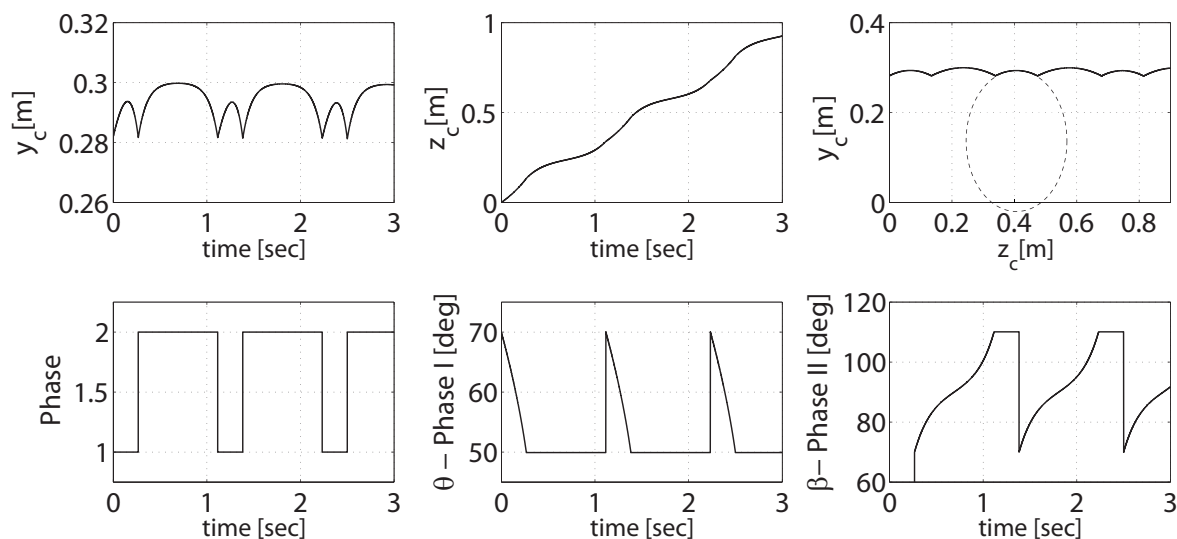 0.32
0.3
0.28
0.26
y_c[m]
0 1 2 3
time [sec]
1
0.5
0
z_c[m]
0 1 2 3
time [sec]
0.4
0.2
0
y_c[m]
0 0.2 0.4 0.6 0.8
z_c[m]
2
1.5
1
Phase
0 1 2 3
time [sec]
70
60
50
θ − Phase I [deg]
0 1 2 3
time [sec]
120
100
80
60
β− Phase II [deg]
0 1 2 3
time [sec]